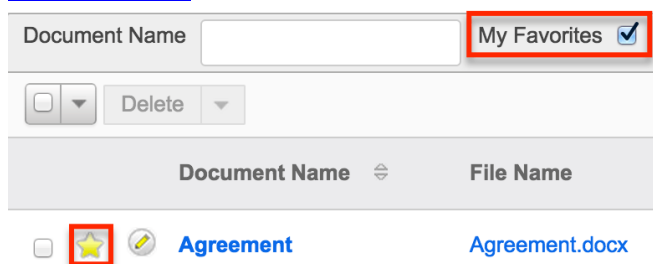 Document Name My Favorites
Delete
Document Name File Name
Agreement Agreement.docx